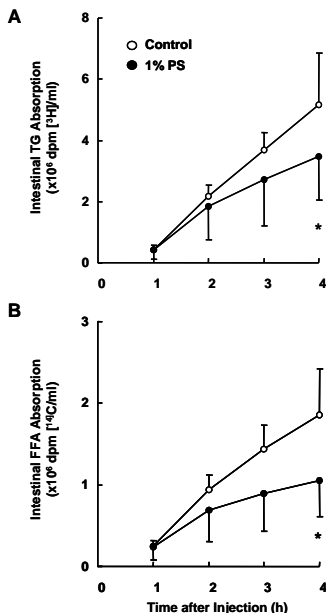 A
Control
1% PS
Intestinal TG Absorption
(x10⁶ dpm [³H]/ml)
8
6
4
2
0
0 1 2 3 4
*
B
Intestinal FFA Absorption
(x10⁶ dpm [¹⁴C/ml)
3
2
1
0
0 1 2 3 4
*
Time after Injection (h)